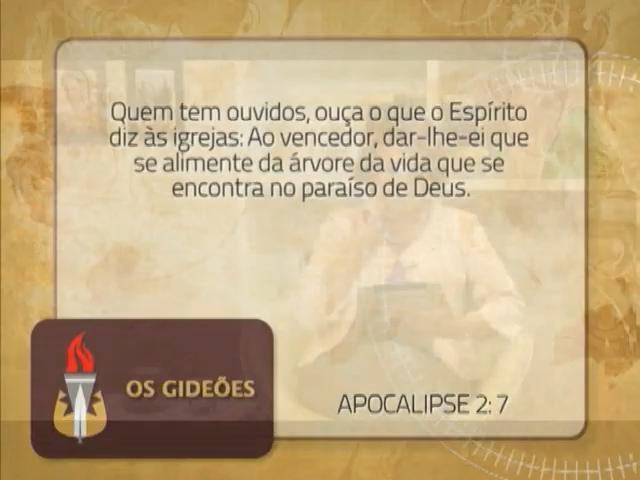 Quem tem ouvidos, ouça o que o Espírito
diz às igrejas: Ao vencedor, dar-lhe-ei que
se alimente da árvore da vida que se
encontra no paraíso de Deus.
OS GIDEÕES
APOCALIPSE 2: 7